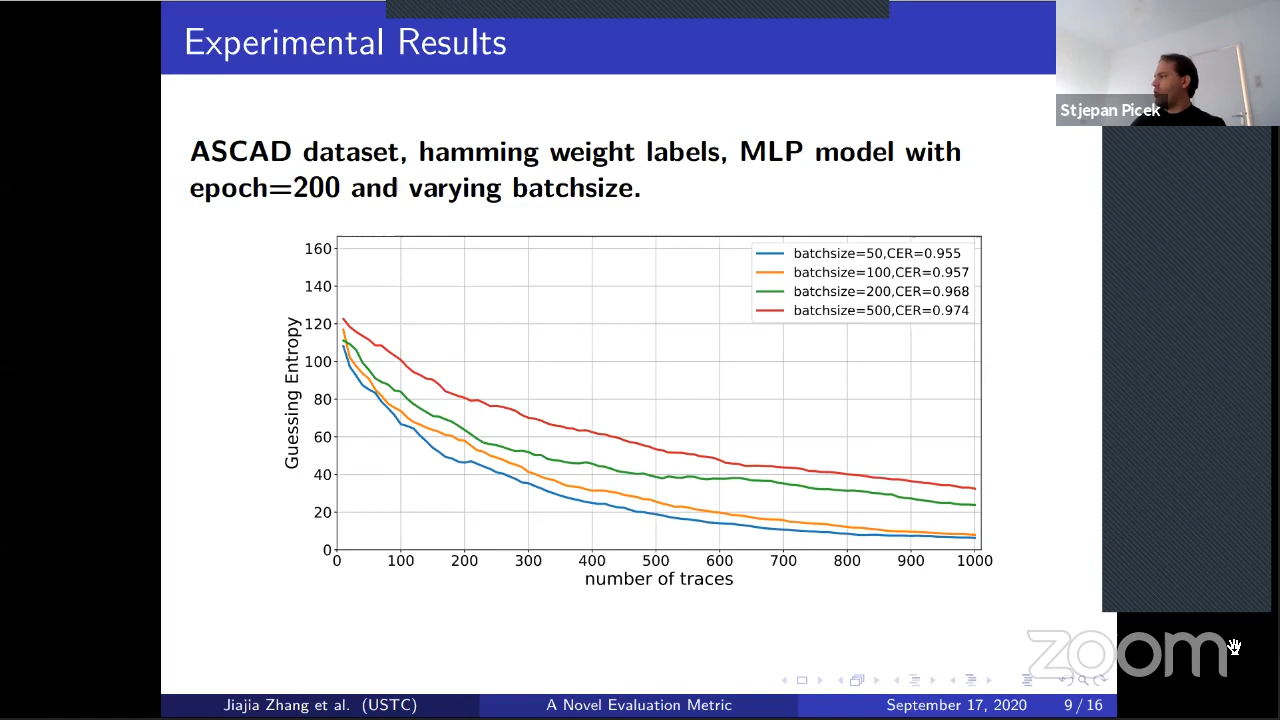 Experimental Results
Stjepan Picek
ASCAD dataset, hamming weight labels, MLP model with
epoch=200 and varying batchsize.
batchsize=50,CER=0.955
batchsize=100,CER=0.957
batchsize=200,CER=0.968
batchsize=500,CER=0.974
Guessing Entropy
160
140
120
100
80
60
40
20
0
0 100 200 300 400 500 600 700 800 900 1000
number of traces
zoom
Jiajia Zhang et al. (USTC) A Novel Evaluation Metric September 17, 2020 9 / 16